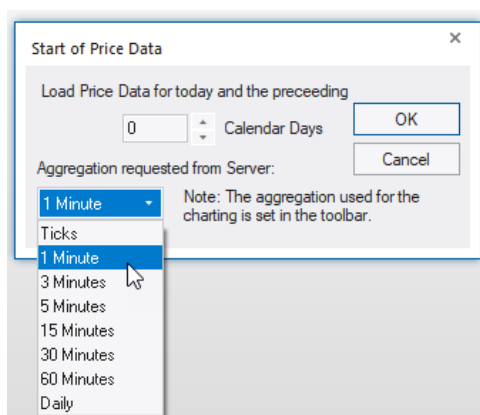 Start of Price Data
Load Price Data for today and the preceeding
0 Calendar Days
OK
Cancel
Aggregation requested from Server:
1 Minute
Note: The aggregation used for the
charting is set in the toolbar.
Ticks
1 Minute
3 Minutes
5 Minutes
15 Minutes
30 Minutes
60 Minutes
Daily